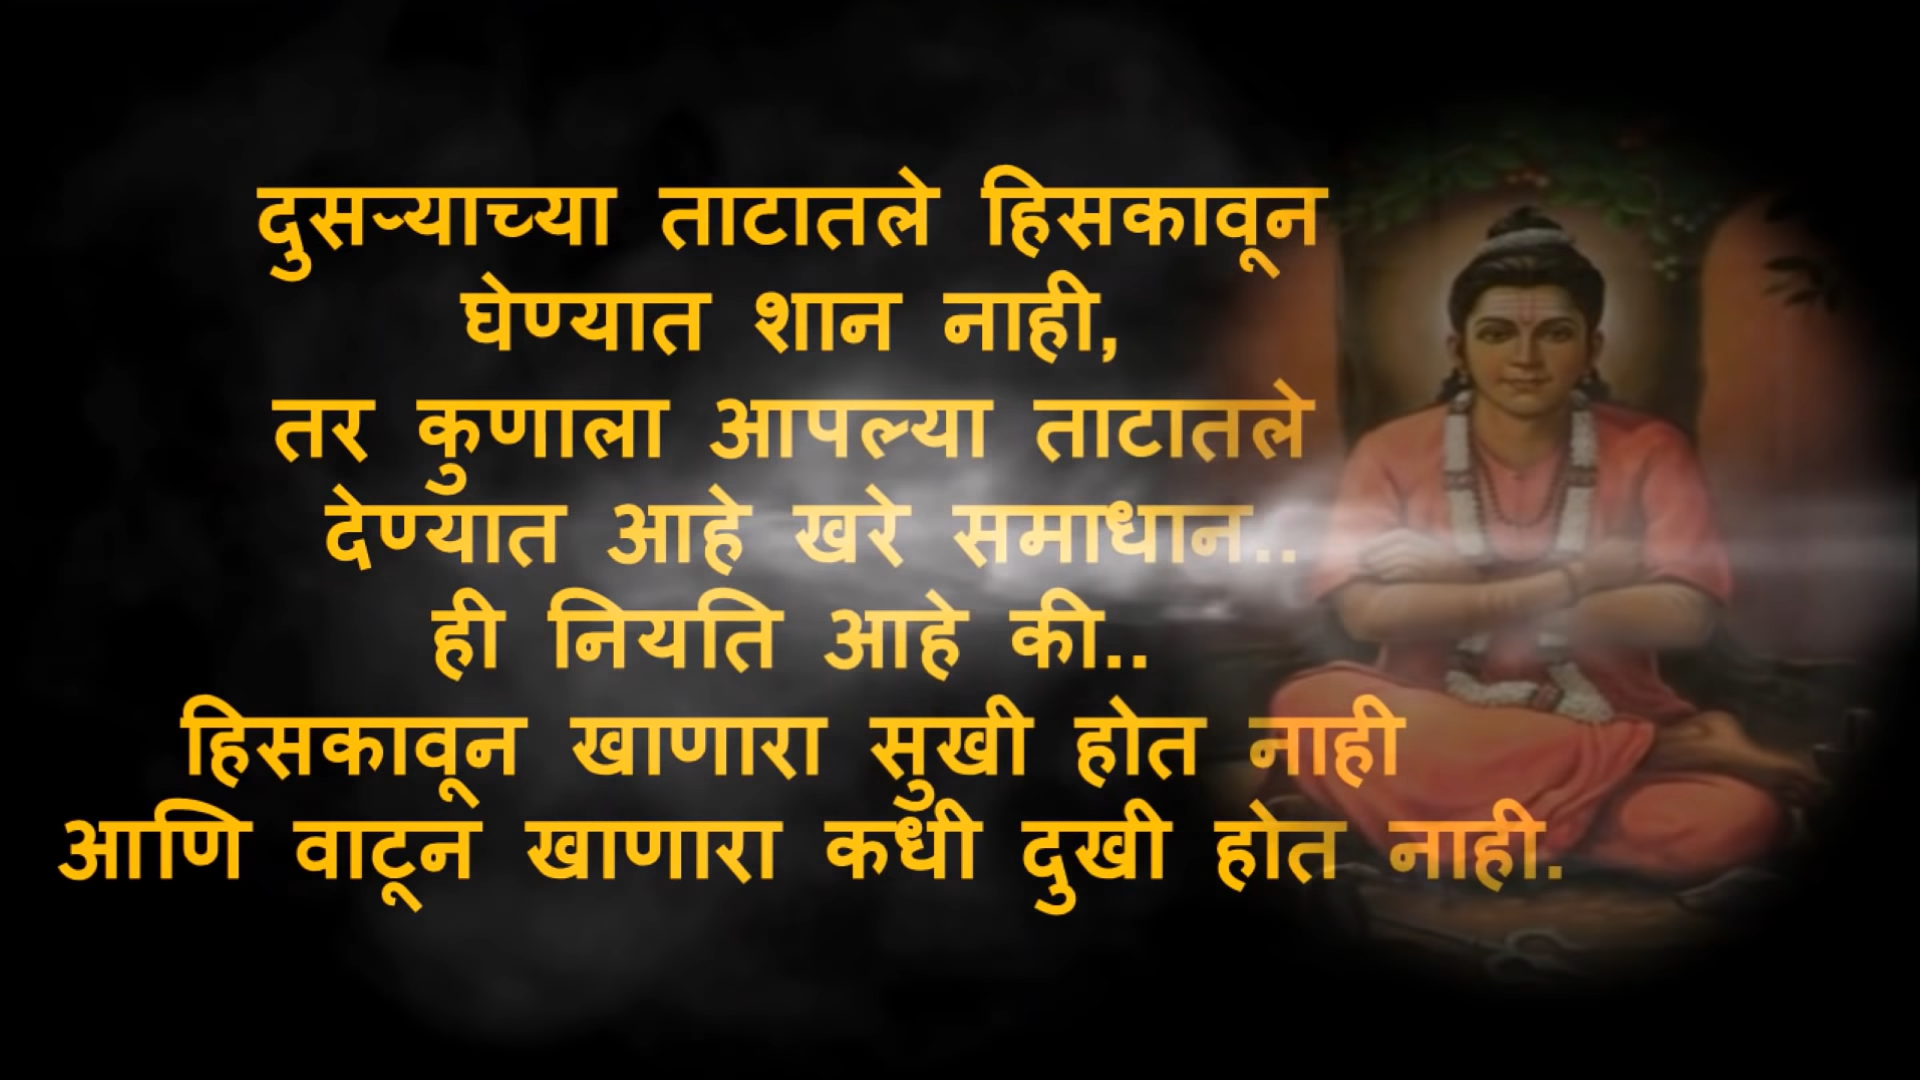 दुसऱ्याच्या ताटातले हिसकावून
घेण्यात शान नाही,
तर कुणाला आपल्या ताटातले
देण्यात आहे खरे समाधान..
ही नियति आहे की..
हिसकावून खाणारा सुखी होत नाही
आणि वाटून खाणारा कधी दुखी होत नाही.